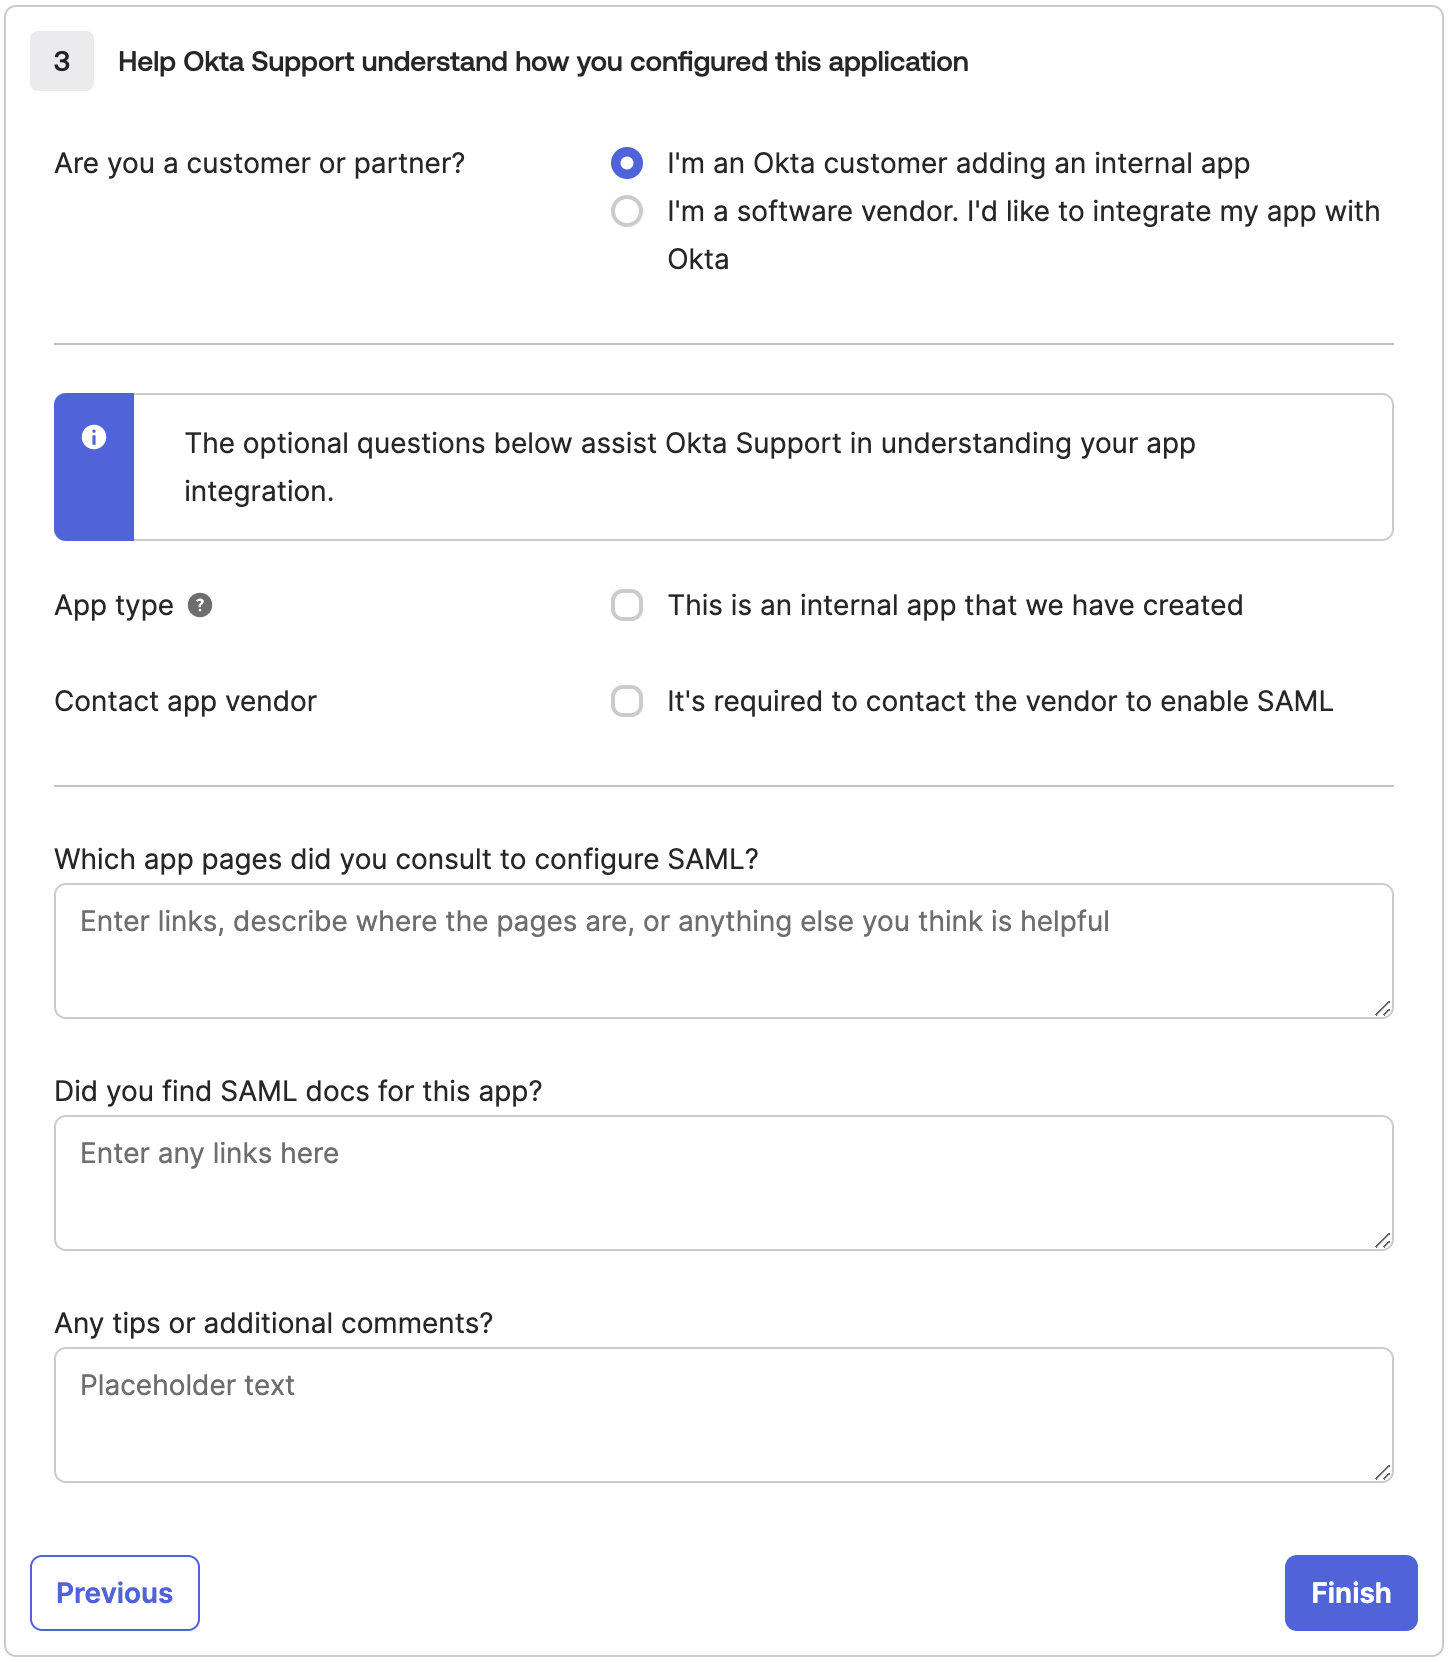 3
Help Okta Support understand how you configured this application
Are you a customer or partner?
I'm an Okta customer adding an internal app
I'm a software vendor. I'd like to integrate my app with
Okta
The optional questions below assist Okta Support in understanding your app
integration.
App type ?
This is an internal app that we have created
Contact app vendor
It's required to contact the vendor to enable SAML
Which app pages did you consult to configure SAML?
Enter links, describe where the pages are, or anything else you think is helpful
Did you find SAML docs for this app?
Enter any links here
Any tips or additional comments?
Placeholder text
Previous
Finish